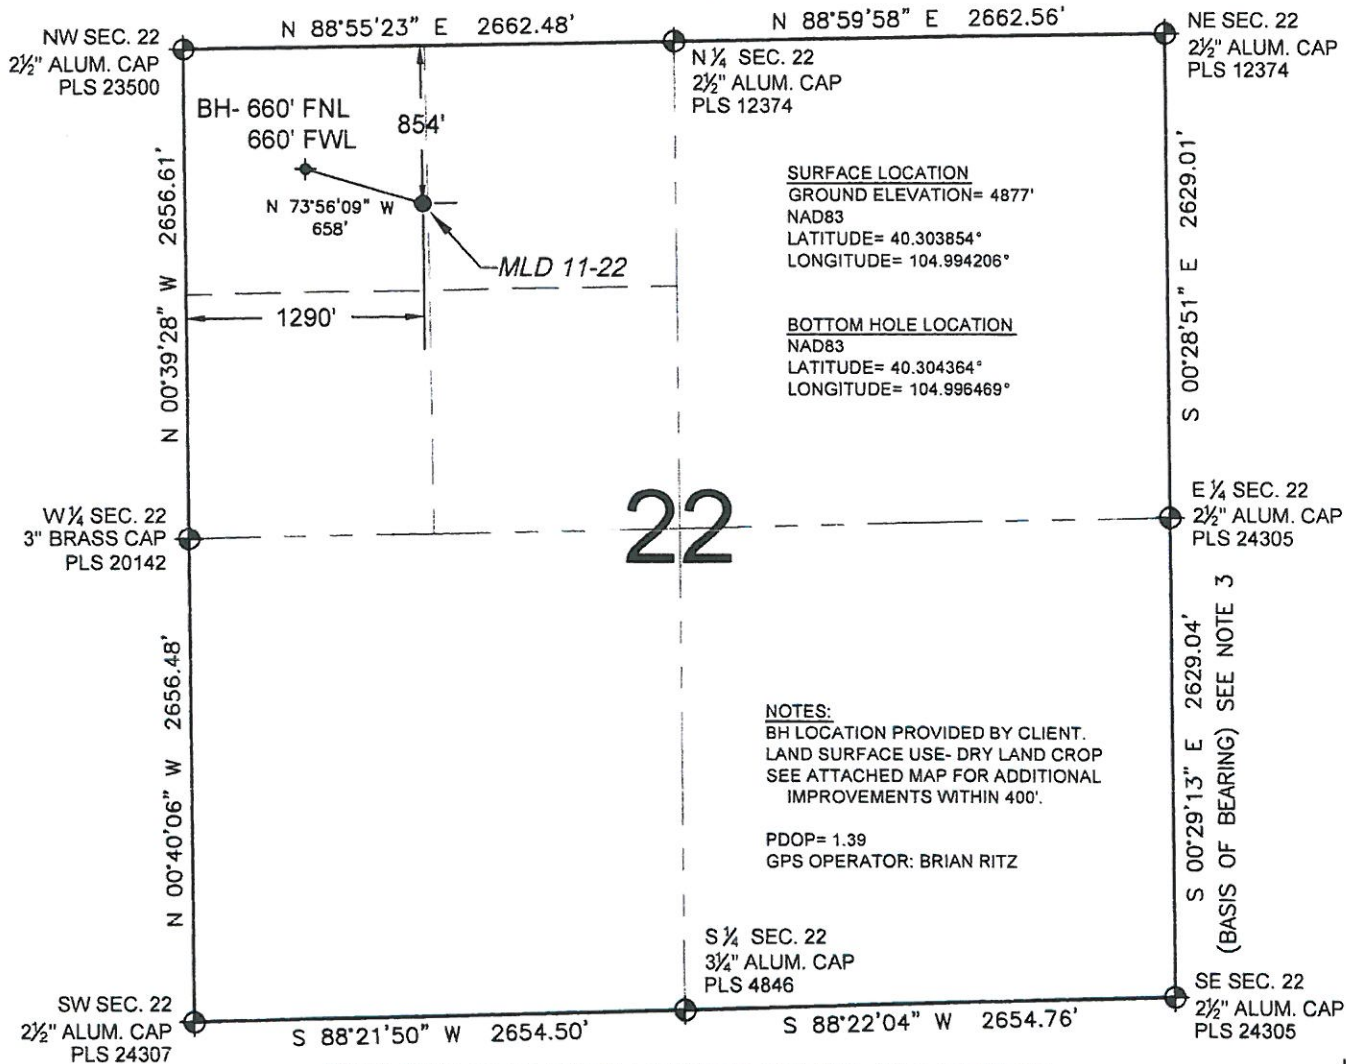 N 88°55'23" E 2662.48'
N 88°59'58" E 2662.56'
NW SEC. 22
2½" ALUM. CAP
PLS 23500
N ¼ SEC. 22
2½" ALUM. CAP
PLS 12374
NE SEC. 22
2½" ALUM. CAP
PLS 12374
BH- 660' FNL
660' FWL
854'
N 73°56'09" W
658'
MLD 11-22
1290'
N 00°39'28" W 2656.61'
SURFACE LOCATION
GROUND ELEVATION= 4877'
NAD83
LATITUDE= 40.303854°
LONGITUDE= 104.994206°
BOTTOM HOLE LOCATION
NAD83
LATITUDE= 40.304364°
LONGITUDE= 104.996469°
S 00°28'51" E 2629.01'
W ¼ SEC. 22
3" BRASS CAP
PLS 20142
22
E ¼ SEC. 22
2½" ALUM. CAP
PLS 24305
N 00°40'06" W 2656.48'
NOTES:
BH LOCATION PROVIDED BY CLIENT.
LAND SURFACE USE- DRY LAND CROP
SEE ATTACHED MAP FOR ADDITIONAL
IMPROVEMENTS WITHIN 400'.
PDOP= 1.39
GPS OPERATOR: BRIAN RITZ
S 00°29'13" E 2629.04'
(BASIS OF BEARING) SEE NOTE 3
SW SEC. 22
2½" ALUM. CAP
PLS 24307
S ¼ SEC. 22
3¼" ALUM. CAP
PLS 4846
SE SEC. 22
2½" ALUM. CAP
PLS 24305
S 88°21'50" W 2654.50'
S 88°22'04" W 2654.76'